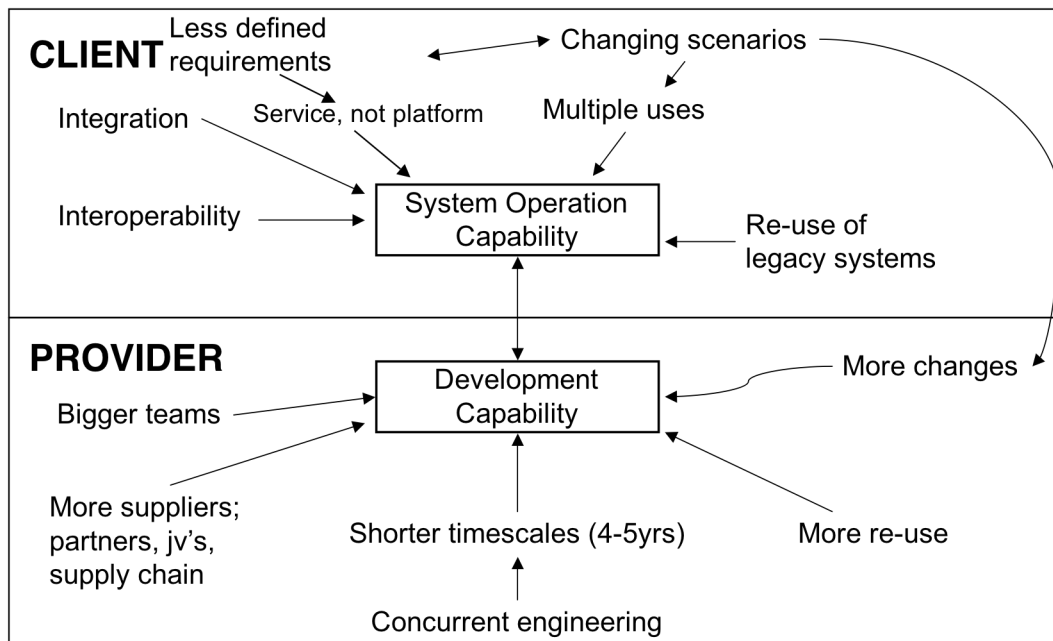 CLIENT
Less defined
requirements
Changing scenarios
Integration
Service, not platform
Multiple uses
Interoperability
System Operation
Capability
Re-use of
legacy systems
PROVIDER
Development
Capability
More changes
Bigger teams
More suppliers;
partners, jv’s,
supply chain
Shorter timescales (4-5yrs)
More re-use
Concurrent engineering